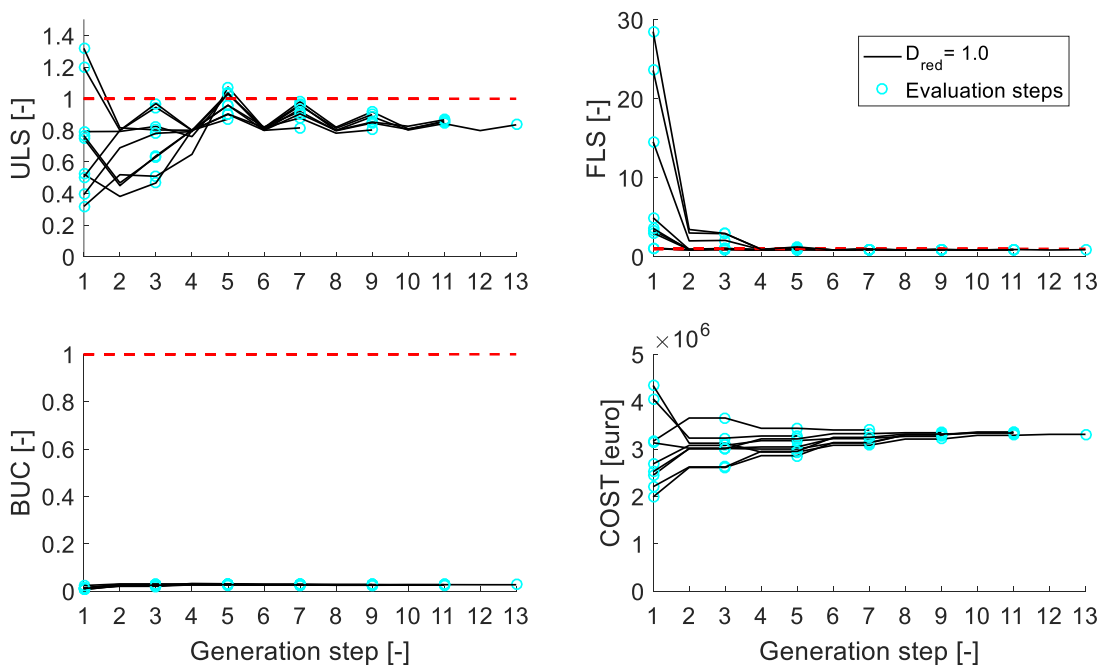 1.4
1.2
1
0.8
0.6
0.4
0.2
0
ULS [-]
1 2 3 4 5 6 7 8 9 10 11 12 13
30
20
10
0
FLS [-]
1 2 3 4 5 6 7 8 9 10 11 12 13
D_red = 1.0
Evaluation steps
1
0.8
0.6
0.4
0.2
0
BUC [-]
1 2 3 4 5 6 7 8 9 10 11 12 13
Generation step [-]
×10^6
5
4
3
2
1
0
COST [euro]
1 2 3 4 5 6 7 8 9 10 11 12 13
Generation step [-]